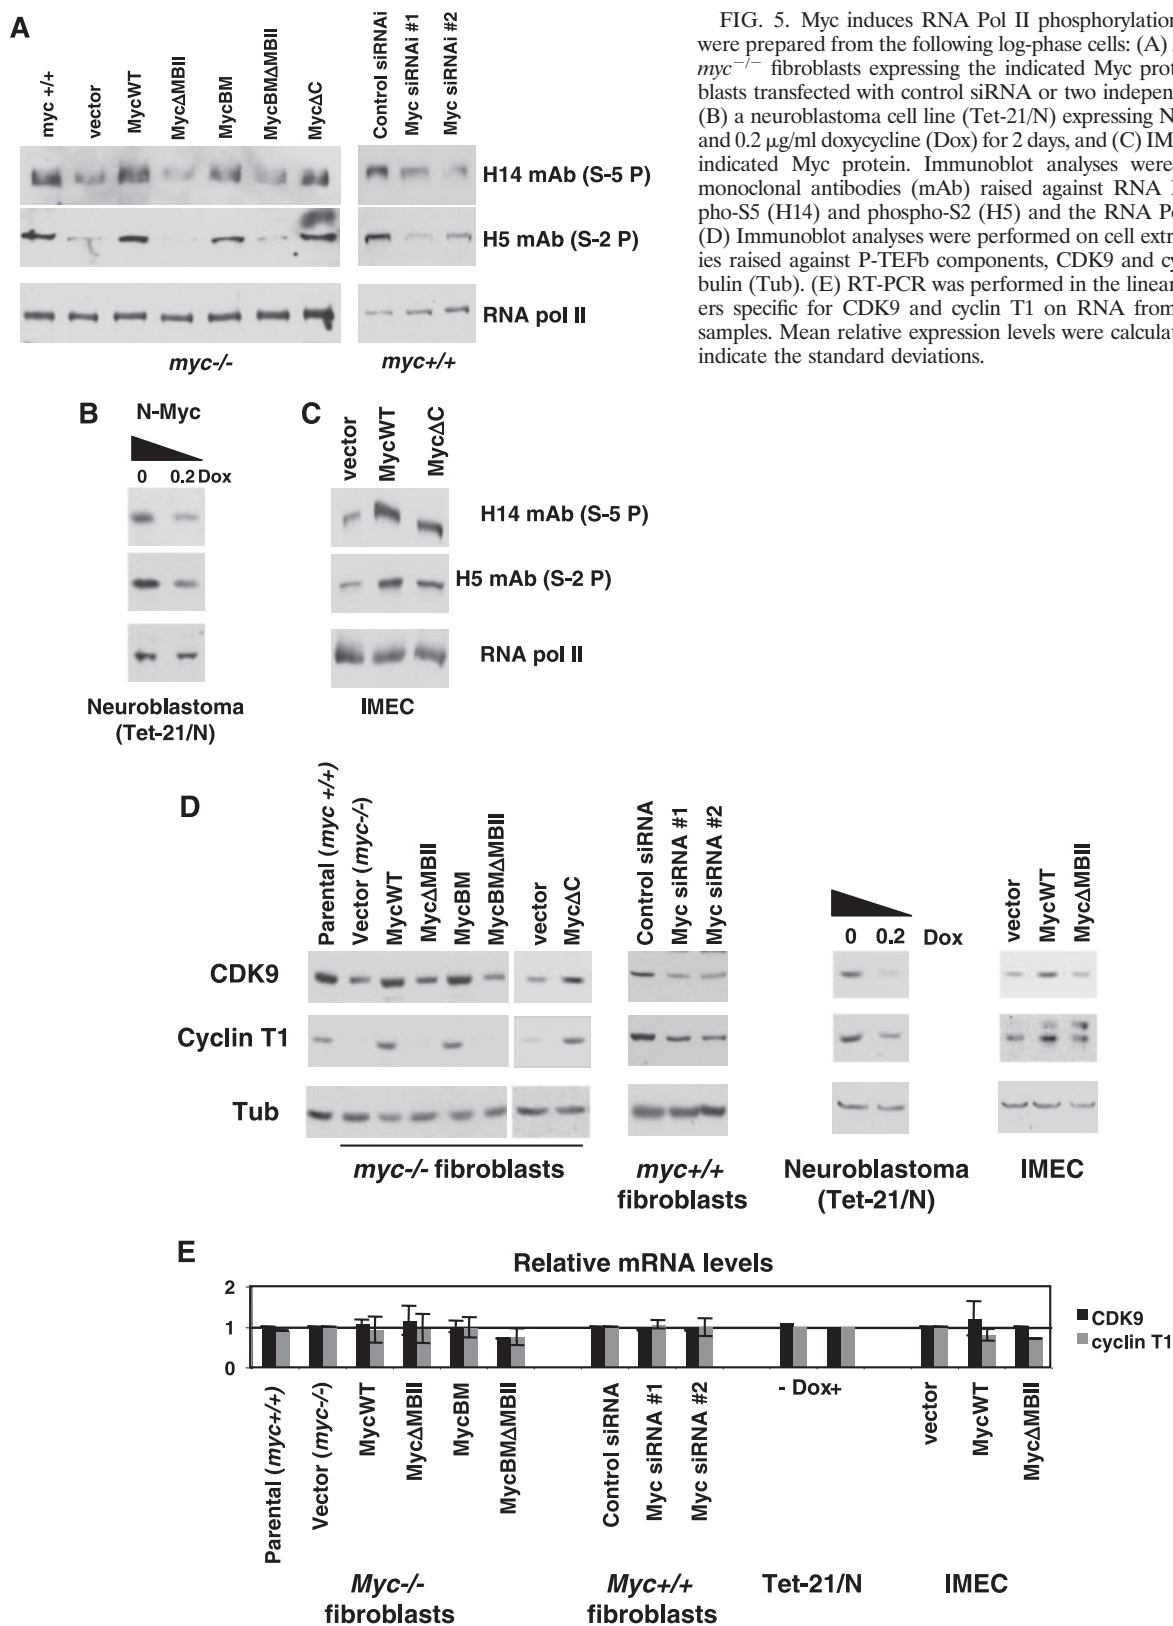 FIG. 5. Myc induces RNA Pol II phosphorylation
were prepared from the following log-phase cells: (A)
myc−/− fibroblasts expressing the indicated Myc prot
blasts transfected with control siRNA or two indepen
(B) a neuroblastoma cell line (Tet-21/N) expressing N
and 0.2 μg/ml doxycycline (Dox) for 2 days, and (C) IM
indicated Myc protein. Immunoblot analyses were
monoclonal antibodies (mAb) raised against RNA
pho-S5 (H14) and phospho-S2 (H5) and the RNA Po
(D) Immunoblot analyses were performed on cell extr
ies raised against P-TEFb components, CDK9 and cy
bulin (Tub). (E) RT-PCR was performed in the linear
ers specific for CDK9 and cyclin T1 on RNA from
samples. Mean relative expression levels were calculat
indicate the standard deviations.
A
myc +/+
vector
MycWT
MycΔMBII
MycBM
MycBMΔMBII
MycΔC
Control siRNAi
Myc siRNAi #1
Myc siRNAi #2
H14 mAb (S-5 P)
H5 mAb (S-2 P)
RNA pol II
myc-/-
myc+/+
B
N-Myc
0 0.2 Dox
Neuroblastoma
(Tet-21/N)
C
vector
MycWT
MycΔC
H14 mAb (S-5 P)
H5 mAb (S-2 P)
RNA pol II
IMEC
D
Parental (myc +/+)
Vector (myc-/-)
MycWT
MycΔMBII
MycBM
MycBMΔMBII
vector
MycΔC
Control siRNA
Myc siRNA #1
Myc siRNA #2
0 0.2 Dox
vector
MycWT
MycΔMBII
CDK9
Cyclin T1
Tub
myc-/- fibroblasts
myc+/+
fibroblasts
Neuroblastoma
(Tet-21/N)
IMEC
E
Relative mRNA levels
2
1
0
CDK9
cyclin T1
Parental (myc+/+)
Vector (myc-/-)
MycWT
MycΔMBII
MycBM
MycBMΔMBII
Control siRNA
Myc siRNA #1
Myc siRNA #2
- Dox+
vector
MycWT
MycΔMBII
Myc-/-
fibroblasts
Myc+/+
fibroblasts
Tet-21/N
IMEC